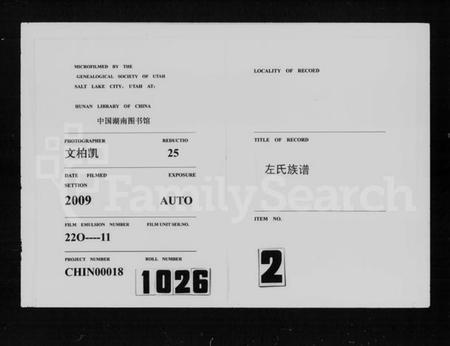 MICROFILMED BY THE
GENEALOGICAL SOCIETY OF UTAH
SALT LAKE CITY, UTAH AT:
HUNAN LIBRARY OF CHINA
中国湖南图书馆
PHOTOGRAPHER REDUCTIO
文柏凯 25
DATE FILMED EXPOSURE
SETTION
2009 AUTO
FILM EMULSION NUMBER FILM UNIT SER.NO.
22O----11
PROJECT NUMBER ROLL NUMBER
CHIN00018 1026
LOCALITY OF RECOED
TITLE OF RECORD
左氏族谱
ITEM NO.
2
FamilySearch